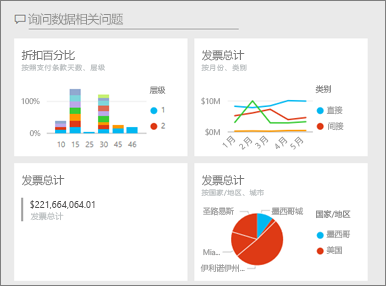 询问数据相关问题
折扣百分比
按照支付条款天数、层级
层级
100%
0%
1
2
10 15 25 30 45 46
发票总计
按月份、类别
类别
$10M
$0M
直接
间接
1月 2月 3月 4月 5月
发票总计
$221,664,064.01
发票总计
发票总计
按国家/地区、城市
圣路易斯
墨西哥城
Mia...
伊利诺伊州...
国家/地区
墨西哥
美国